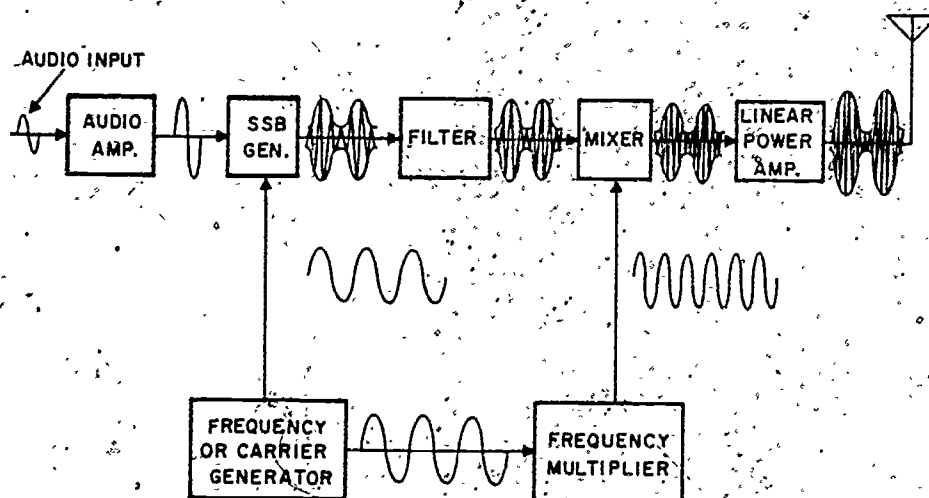 AUDIO INPUT
AUDIO
AMP.
SSB
GEN.
FILTER
MIXER
LINEAR
POWER
AMP.
FREQUENCY
OR CARRIER
GENERATOR
FREQUENCY
MULTIPLIER